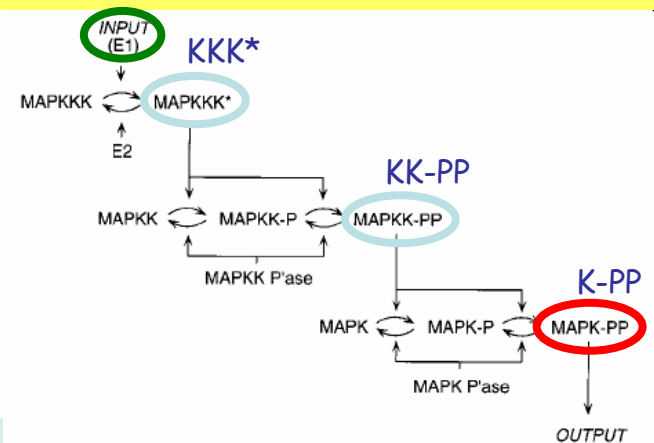 INPUT
(E1)
KKK*
MAPKKK
MAPKKK*
E2
KK-PP
MAPKK
MAPKK-P
MAPKK-PP
MAPKK P'ase
K-PP
MAPK
MAPK-P
MAPK-PP
MAPK P'ase
OUTPUT